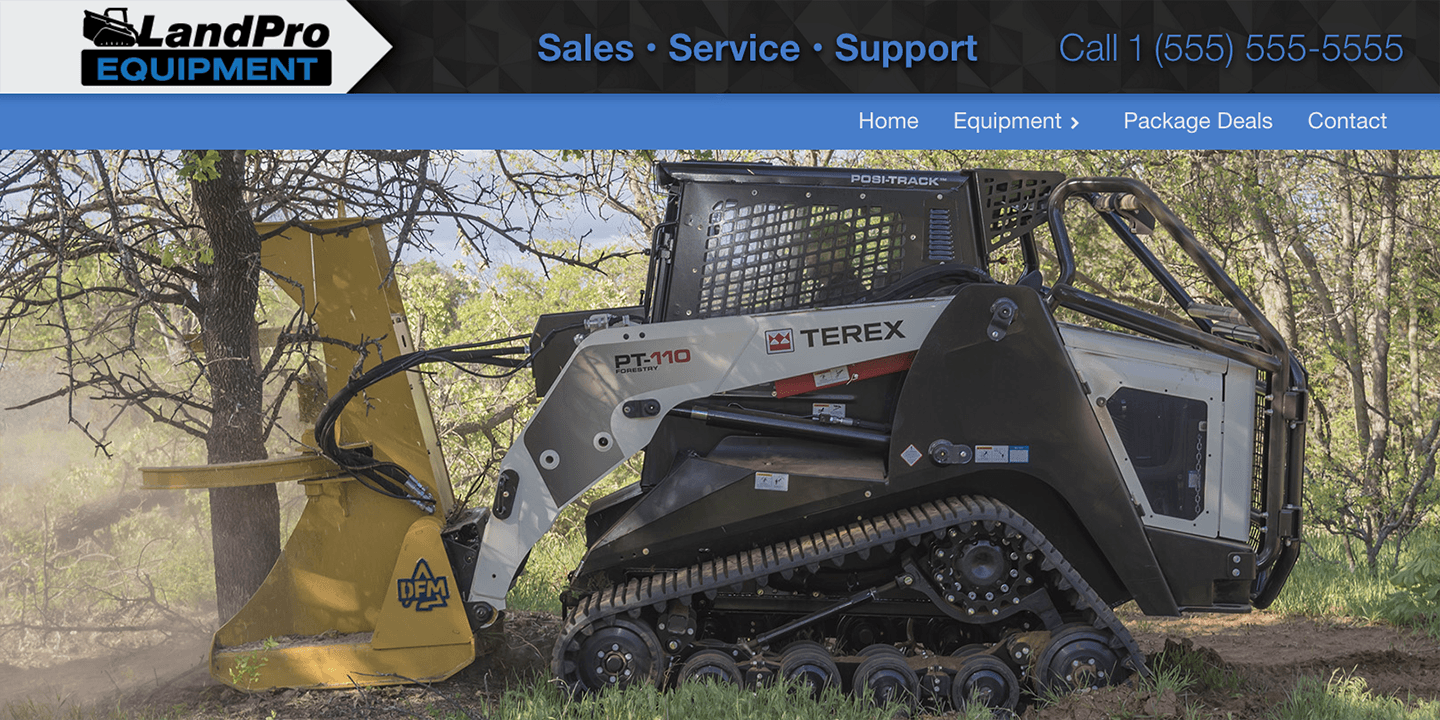 LandPro
EQUIPMENT
Sales • Service • Support
Call 1 (555) 555-5555
Home
Equipment
Package Deals
Contact
POSI-TRACK™
TEREX
PT-110
FORESTRY
DFM